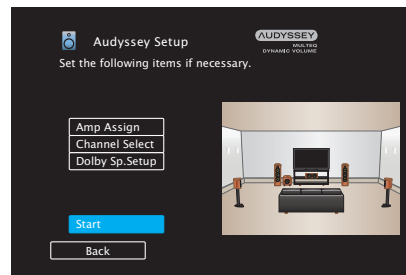 Audyssey Setup
AUDYSSEY
MULTEQ
DYNAMIC VOLUME
Set the following items if necessary.
Amp Assign
Channel Select
Dolby Sp.Setup
Start
Back